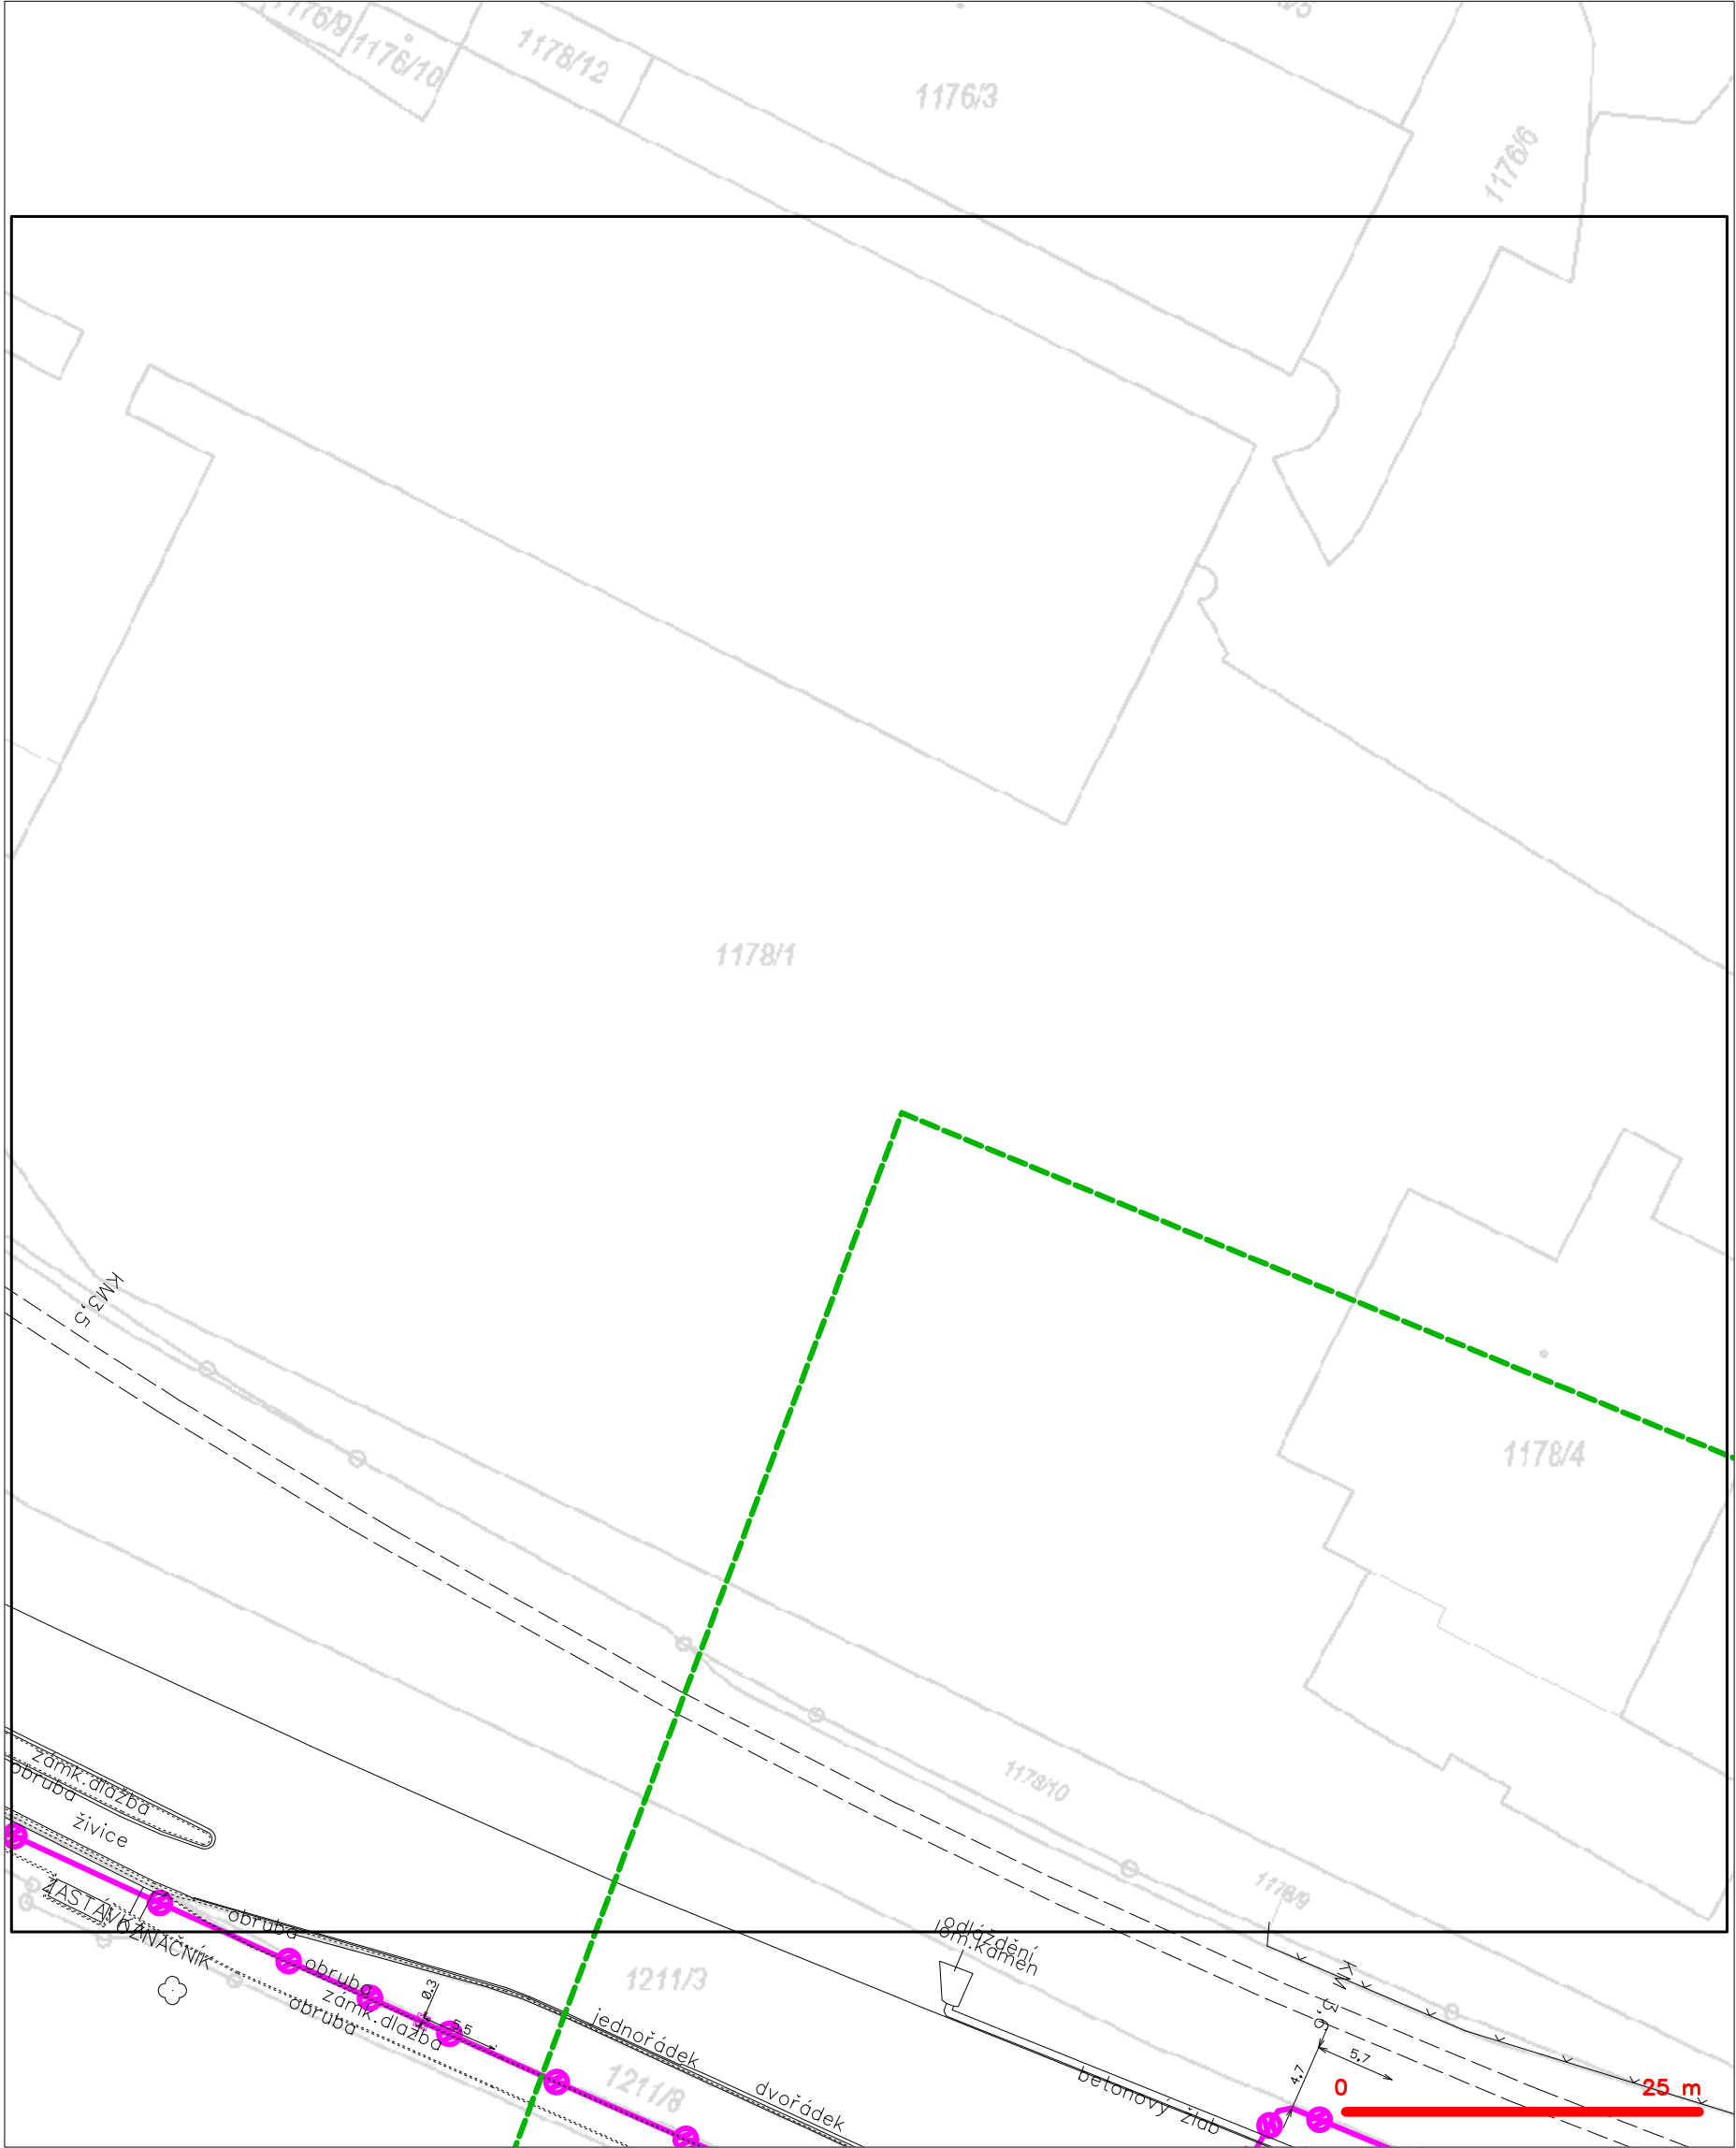 1176/9
1176/10
1178/12
1176/3
1176/6
1178/1
KM3,5
1178/4
1178/10
1178/9
zámk.dlažba
obruba
živice
ZASTÁVKA
OZNAČNÍK
obruba
obruba
zámk.dlažba
obruba
0.3
5.5
1211/3
jednořádek
dvořádek
1211/8
odláždění
lom.kámen
betonový žlab
KM 3,6
4.7
5.7
0
25 m